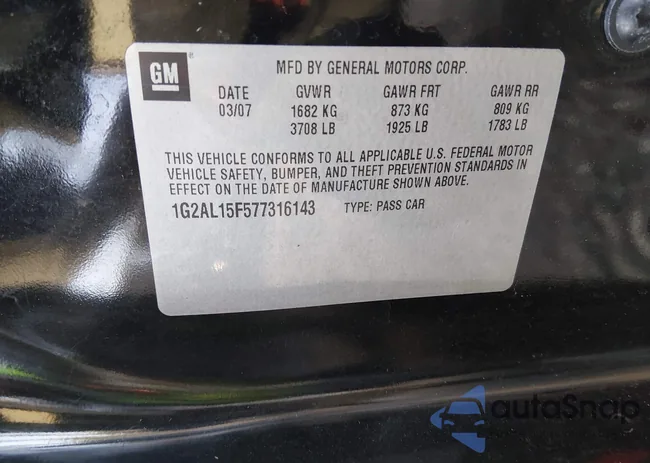 GM
MFD BY GENERAL MOTORS CORP.
DATE GVWR GAWR FRT GAWR RR
03/07 1682 KG 873 KG 809 KG
3708 LB 1925 LB 1783 LB
THIS VEHICLE CONFORMS TO ALL APPLICABLE U.S. FEDERAL MOTOR
VEHICLE SAFETY, BUMPER, AND THEFT PREVENTION STANDARDS IN
EFFECT ON THE DATE OF MANUFACTURE SHOWN ABOVE.
1G2AL15F577316143 TYPE: PASS CAR
autoSnap